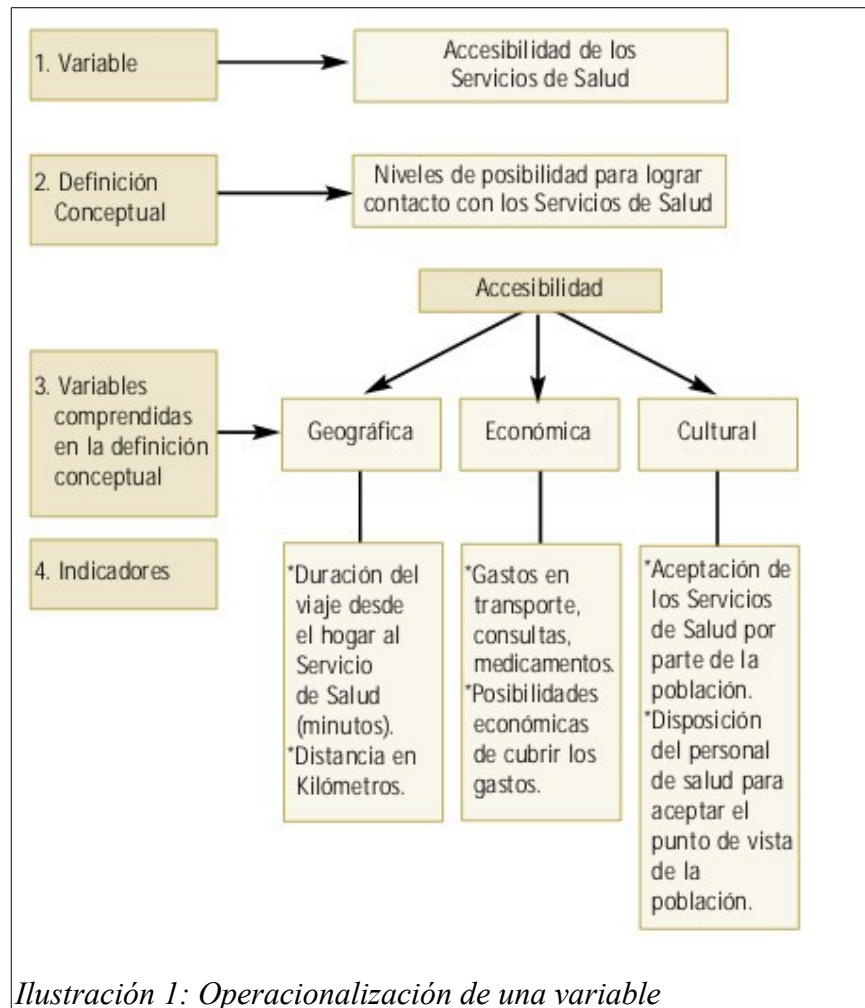 1. Variable
Accesibilidad de los
Servicios de Salud
2. Definición
Conceptual
Niveles de posibilidad para lograr
contacto con los Servicios de Salud
Accesibilidad
3. Variables
comprendidas
en la definición
conceptual
Geográfica
Económica
Cultural
4. Indicadores
*Duración del
viaje desde
el hogar al
Servicio
de Salud
(minutos).
*Distancia en
Kilómetros.
*Gastos en
transporte,
consultas,
medicamentos.
*Posibilidades
económicas
de cubrir los
gastos.
*Aceptación de
los Servicios
de Salud por
parte de la
población.
*Disposición
del personal
de salud para
aceptar el
punto de vista
de la
población.
Ilustración 1: Operacionalización de una variable